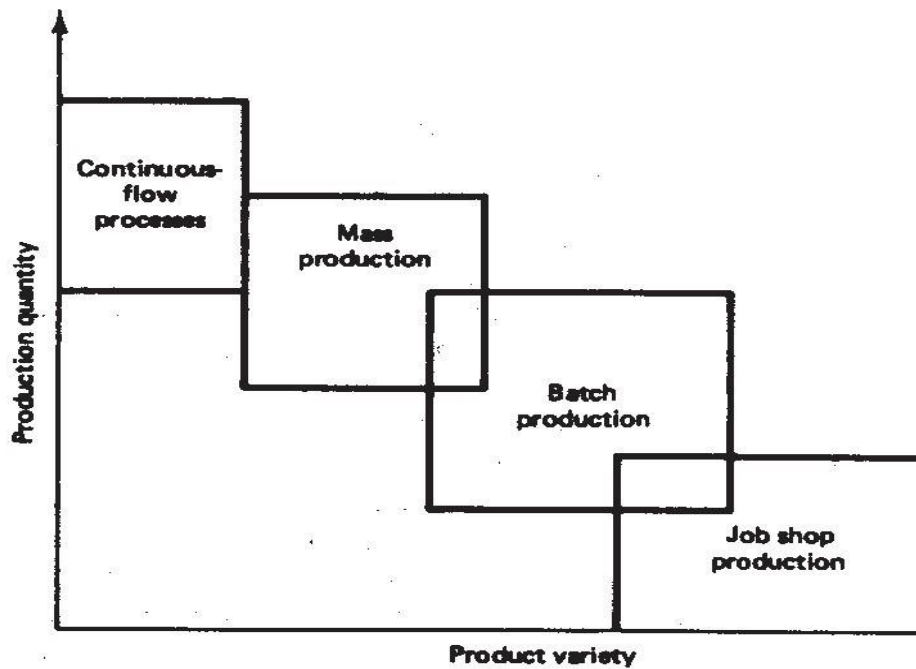 Continuous-
flow
processes
Mass
production
Production quantity
Batch
production
Job shop
production
Product variety